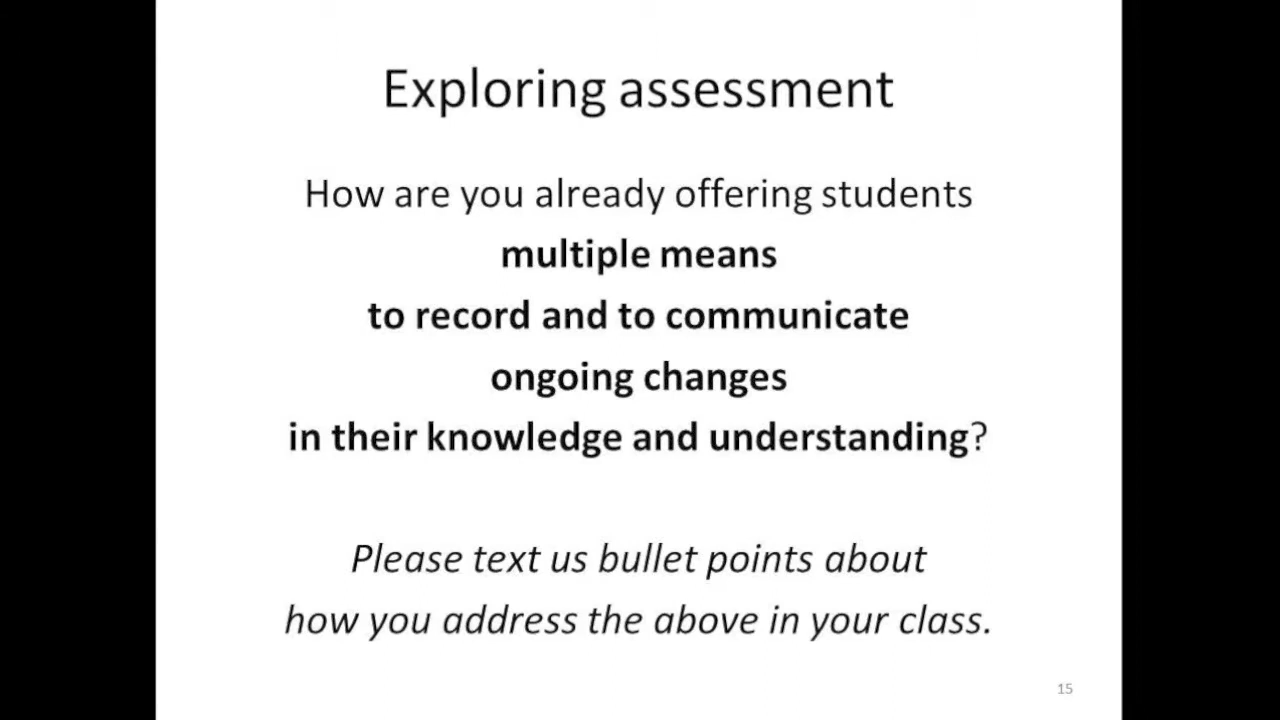 Exploring assessment
How are you already offering students
multiple means
to record and to communicate
ongoing changes
in their knowledge and understanding?
Please text us bullet points about
how you address the above in your class.
15